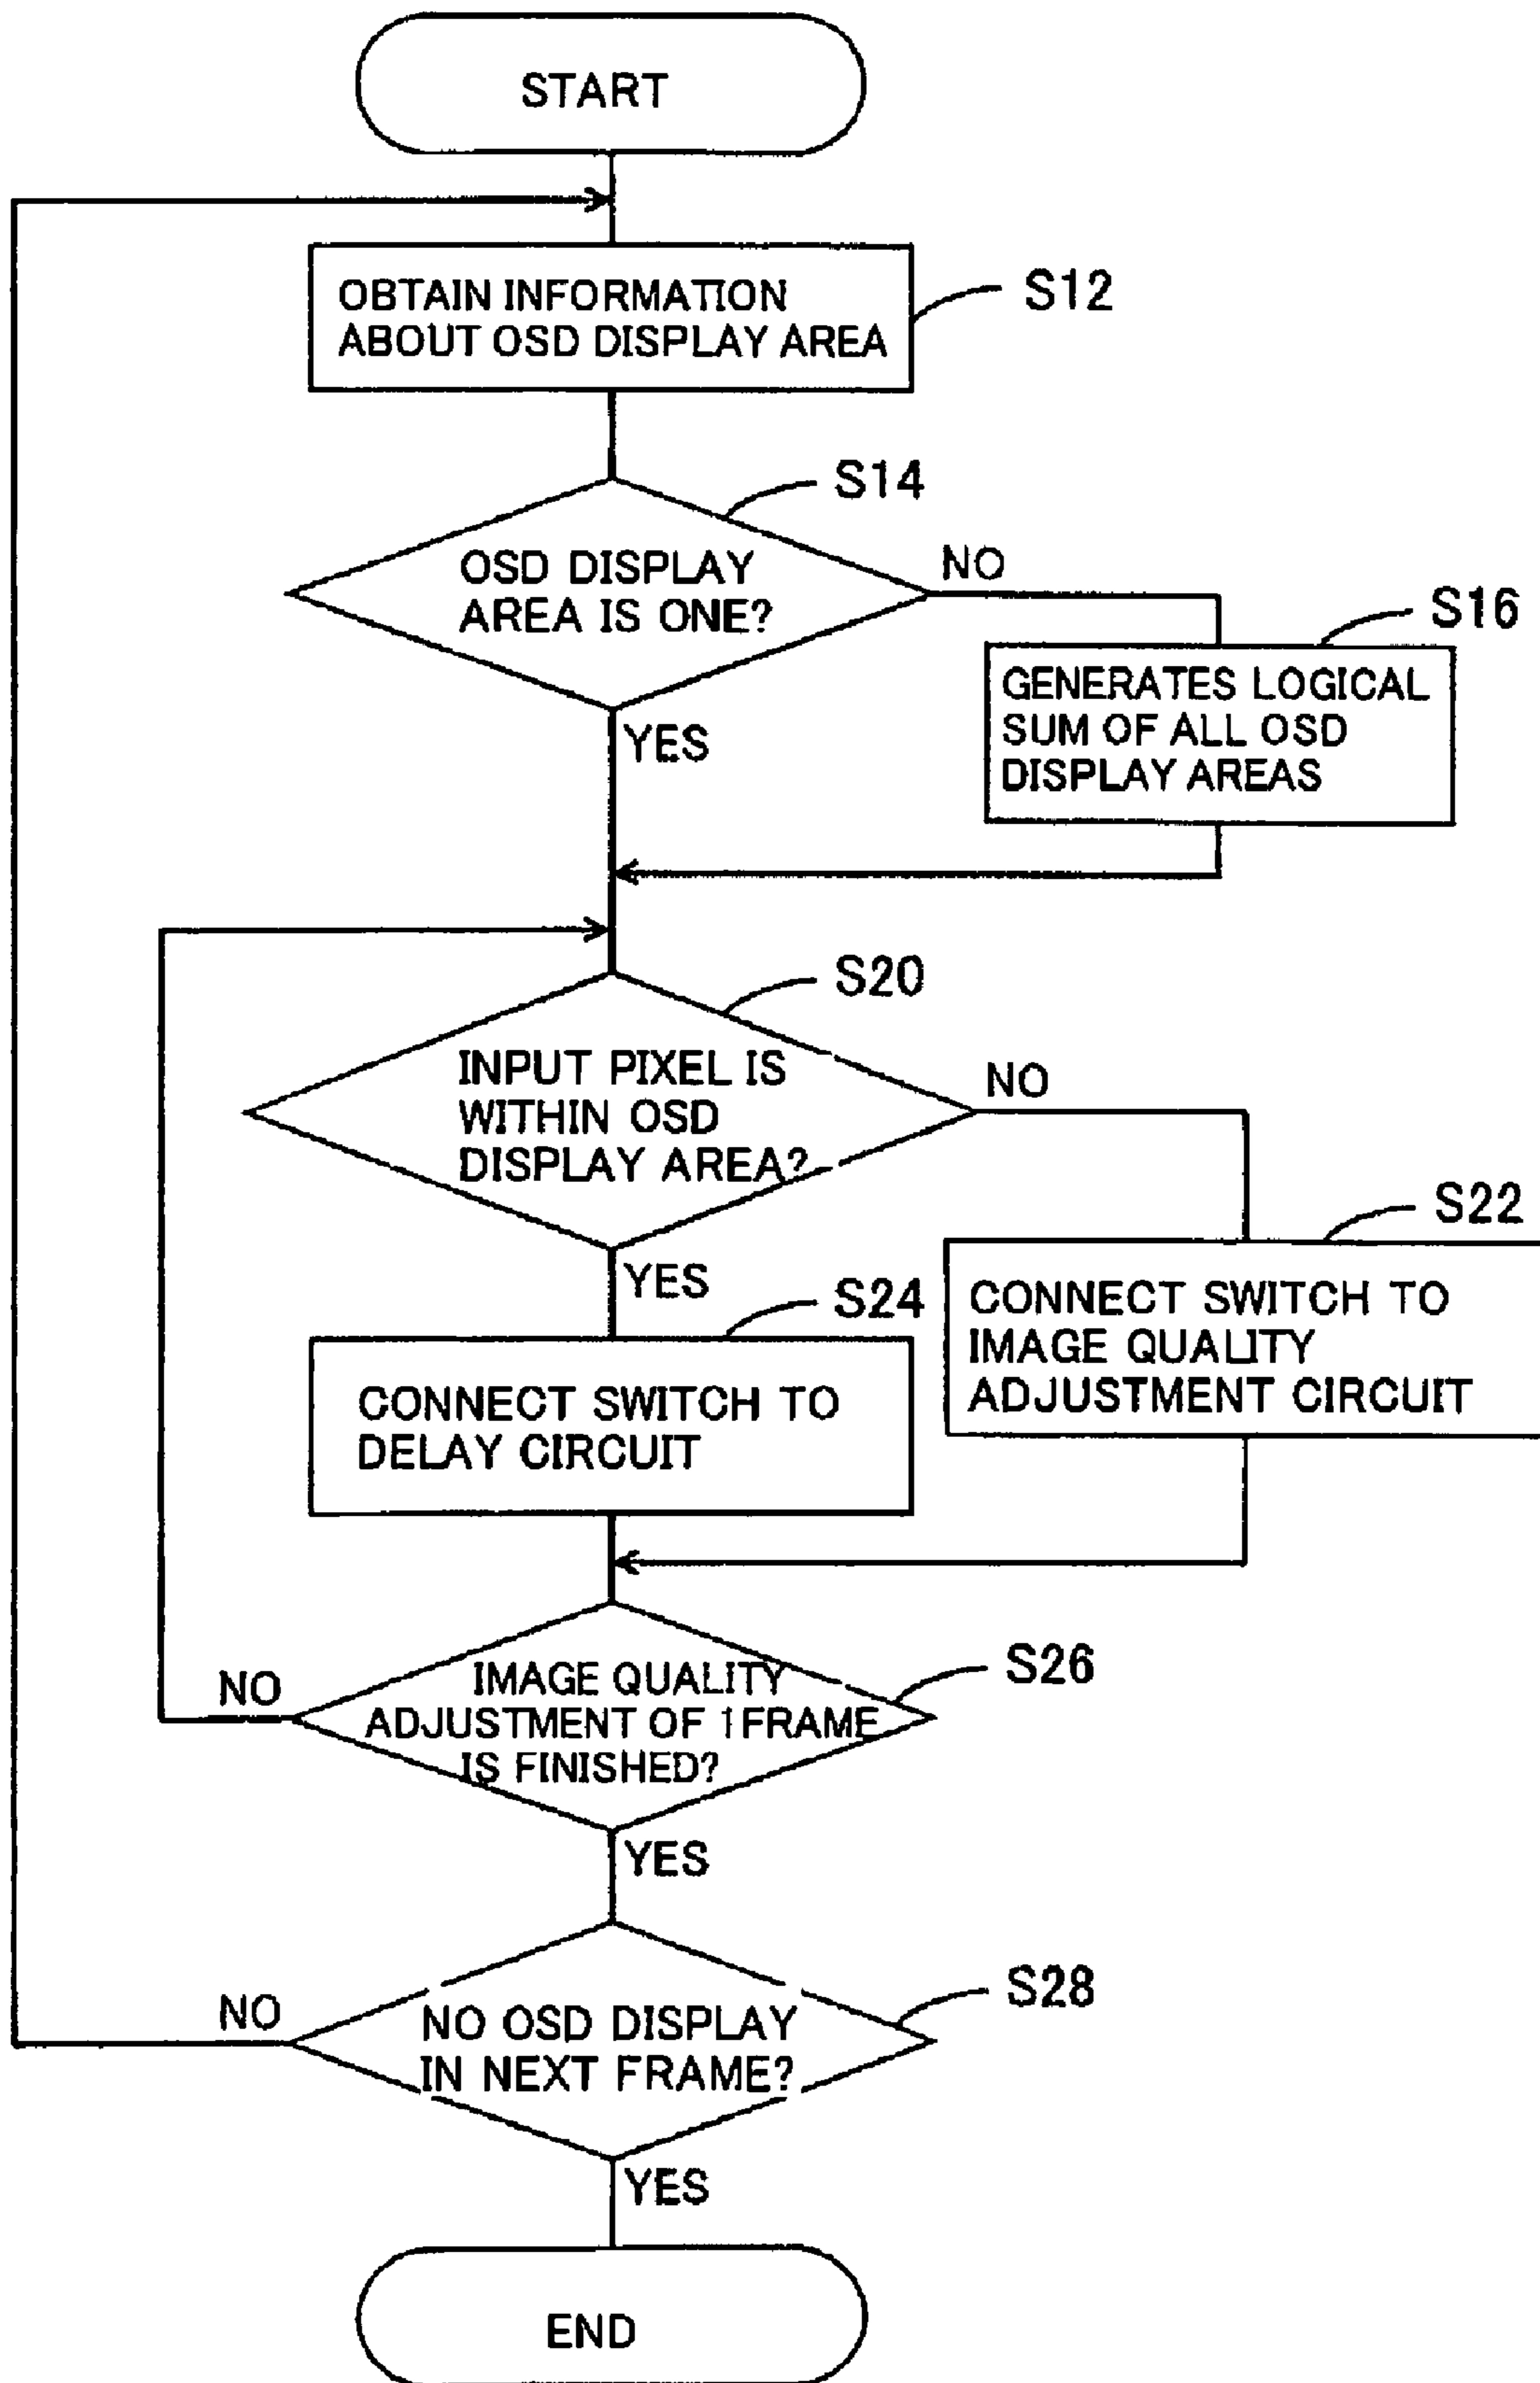 START
OBTAIN INFORMATION
ABOUT OSD DISPLAY AREA
S12
S14
OSD DISPLAY
AREA IS ONE?
NO
YES
S16
GENERATES LOGICAL
SUM OF ALL OSD
DISPLAY AREAS
S20
INPUT PIXEL IS
WITHIN OSD
DISPLAY AREA?
NO
YES
S22
CONNECT SWITCH TO
IMAGE QUALITY
ADJUSTMENT CIRCUIT
S24
CONNECT SWITCH TO
DELAY CIRCUIT
S26
IMAGE QUALITY
ADJUSTMENT OF 1FRAME
IS FINISHED?
NO
YES
S28
NO OSD DISPLAY
IN NEXT FRAME?
NO
YES
END